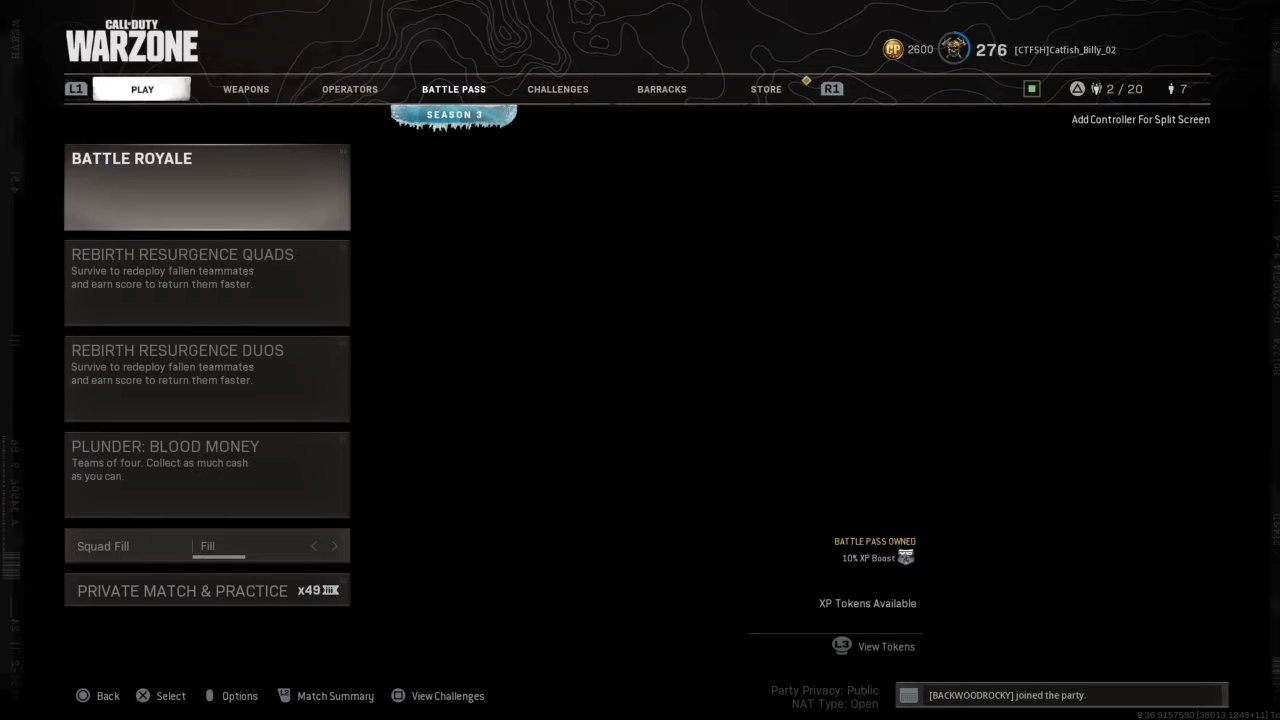 CALL OF DUTY
WARZONE
CP 2600 276 [CTFSH]Catfish_Billy_02
L1 PLAY WEAPONS OPERATORS BATTLE PASS CHALLENGES BARRACKS STORE R1 2 / 20 7
SEASON 3
Add Controller For Split Screen
BATTLE ROYALE
REBIRTH RESURGENCE QUADS
Survive to redeploy fallen teammates
and earn score to return them faster.
REBIRTH RESURGENCE DUOS
Survive to redeploy fallen teammates
and earn score to return them faster.
PLUNDER: BLOOD MONEY
Teams of four. Collect as much cash
as you can.
Squad Fill Fill
BATTLE PASS OWNED
10% XP Boost
PRIVATE MATCH & PRACTICE x49
XP Tokens Available
L3 View Tokens
Back Select Options L2 Match Summary View Challenges
Party Privacy: Public
NAT Type: Open
[BACKWOODROCKY] joined the party.